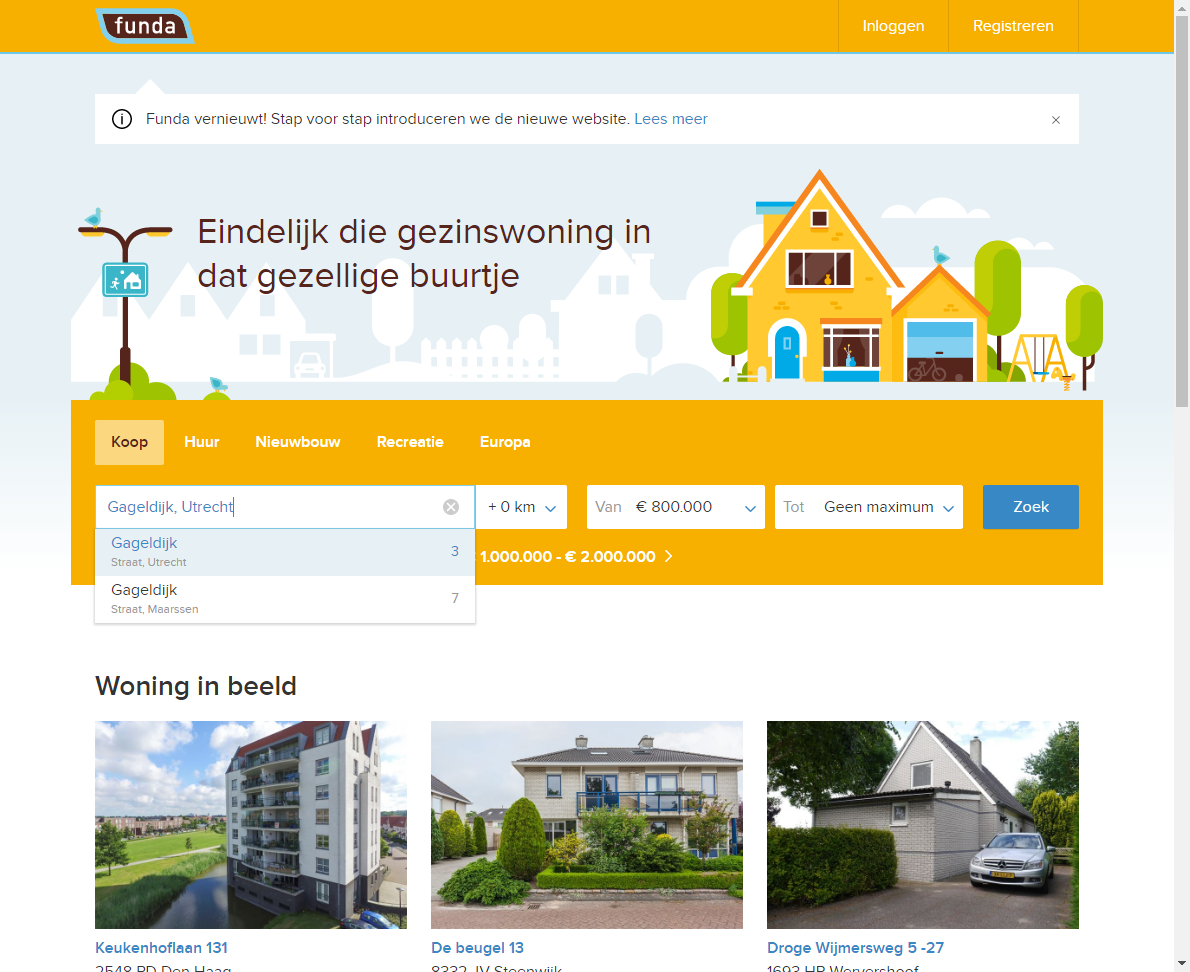 funda
Inloggen
Registreren
Funda vernieuwt! Stap voor stap introduceren we de nieuwe website. Lees meer
Eindelijk die gezinswoning in
dat gezellige buurtje
Koop
Huur
Nieuwbouw
Recreatie
Europa
Gageldijk, Utrecht
+ 0 km
Van € 800.000
Tot Geen maximum
Zoek
Gageldijk 3
Straat, Utrecht
1.000.000 - € 2.000.000
Gageldijk 7
Straat, Maarssen
Woning in beeld
Keukenhoflaan 131
De beugel 13
Droge Wijmersweg 5 -27
2548 RD Den Haag
8332 JV Steenwijk
1693 HP Wervershoof